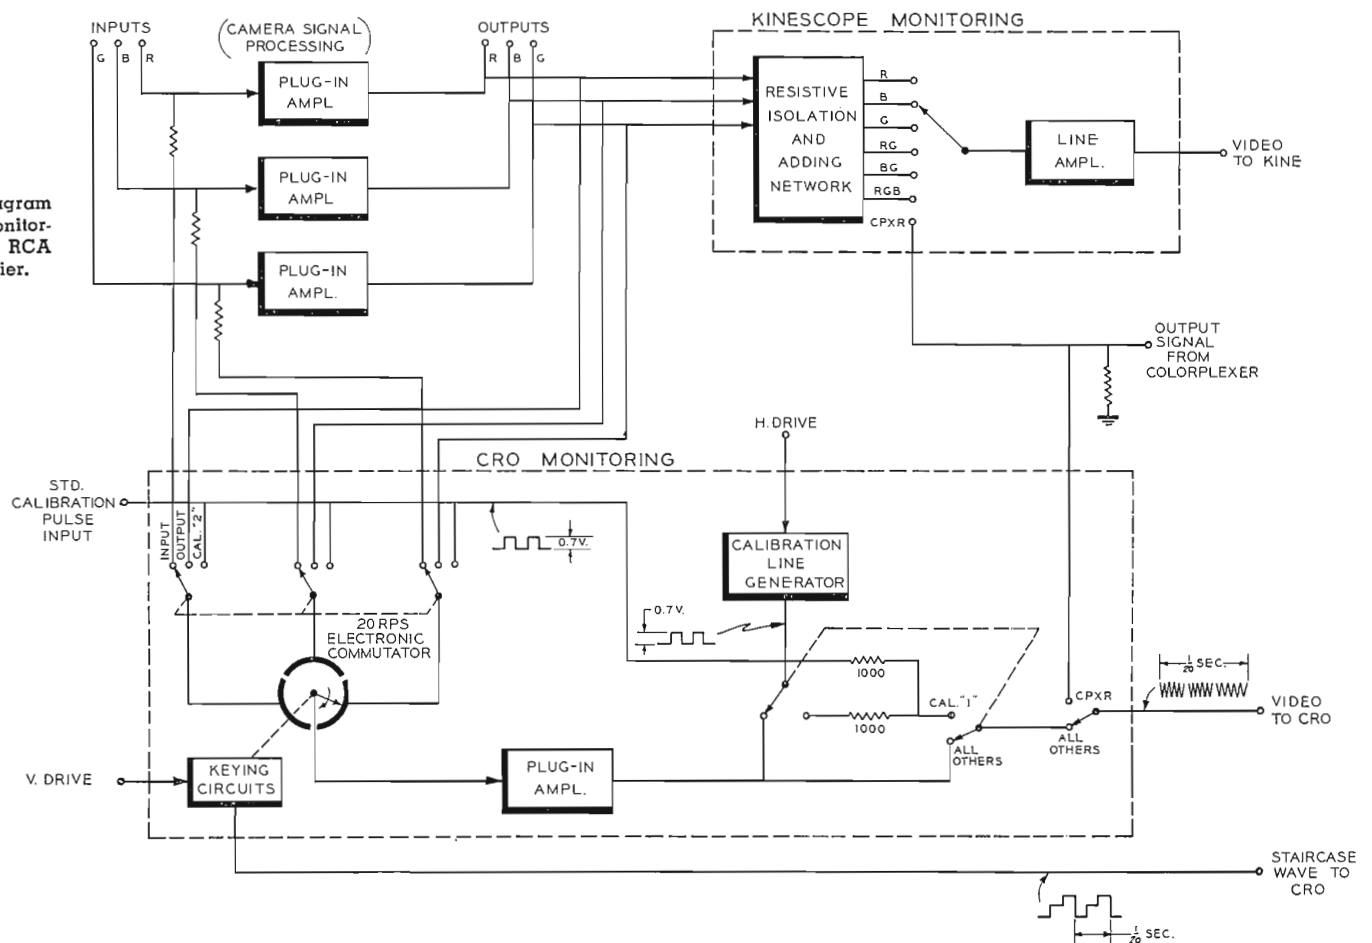 INPUTS
G B R
(CAMERA SIGNAL
PROCESSING)
OUTPUTS
R B G
PLUG-IN
AMPL
PLUG-IN
AMPL
PLUG-IN
AMPL.
agram
onitor-
RCA
ier.
KINESCOPE MONITORING
RESISTIVE
ISOLATION
AND
ADDING
NETWORK
R
B
G
RG
BG
RGB
CPXR
LINE
AMPL.
VIDEO
TO KINE
OUTPUT
SIGNAL
FROM
COLORPLEXER
H. DRIVE
CRO MONITORING
STD.
CALIBRATION
PULSE
INPUT
INPUT
OUTPUT
CAL. "2"
0.7V.
CALIBRATION
LINE
GENERATOR
0.7 V.
20 RPS
ELECTRONIC
COMMUTATOR
1000
1000
CAL. "1"
ALL
OTHERS
CPXR
ALL
OTHERS
1/20 SEC.
VIDEO
TO CRO
V. DRIVE
KEYING
CIRCUITS
PLUG-IN
AMPL.
STAIRCASE
WAVE TO
CRO
1/20 SEC.